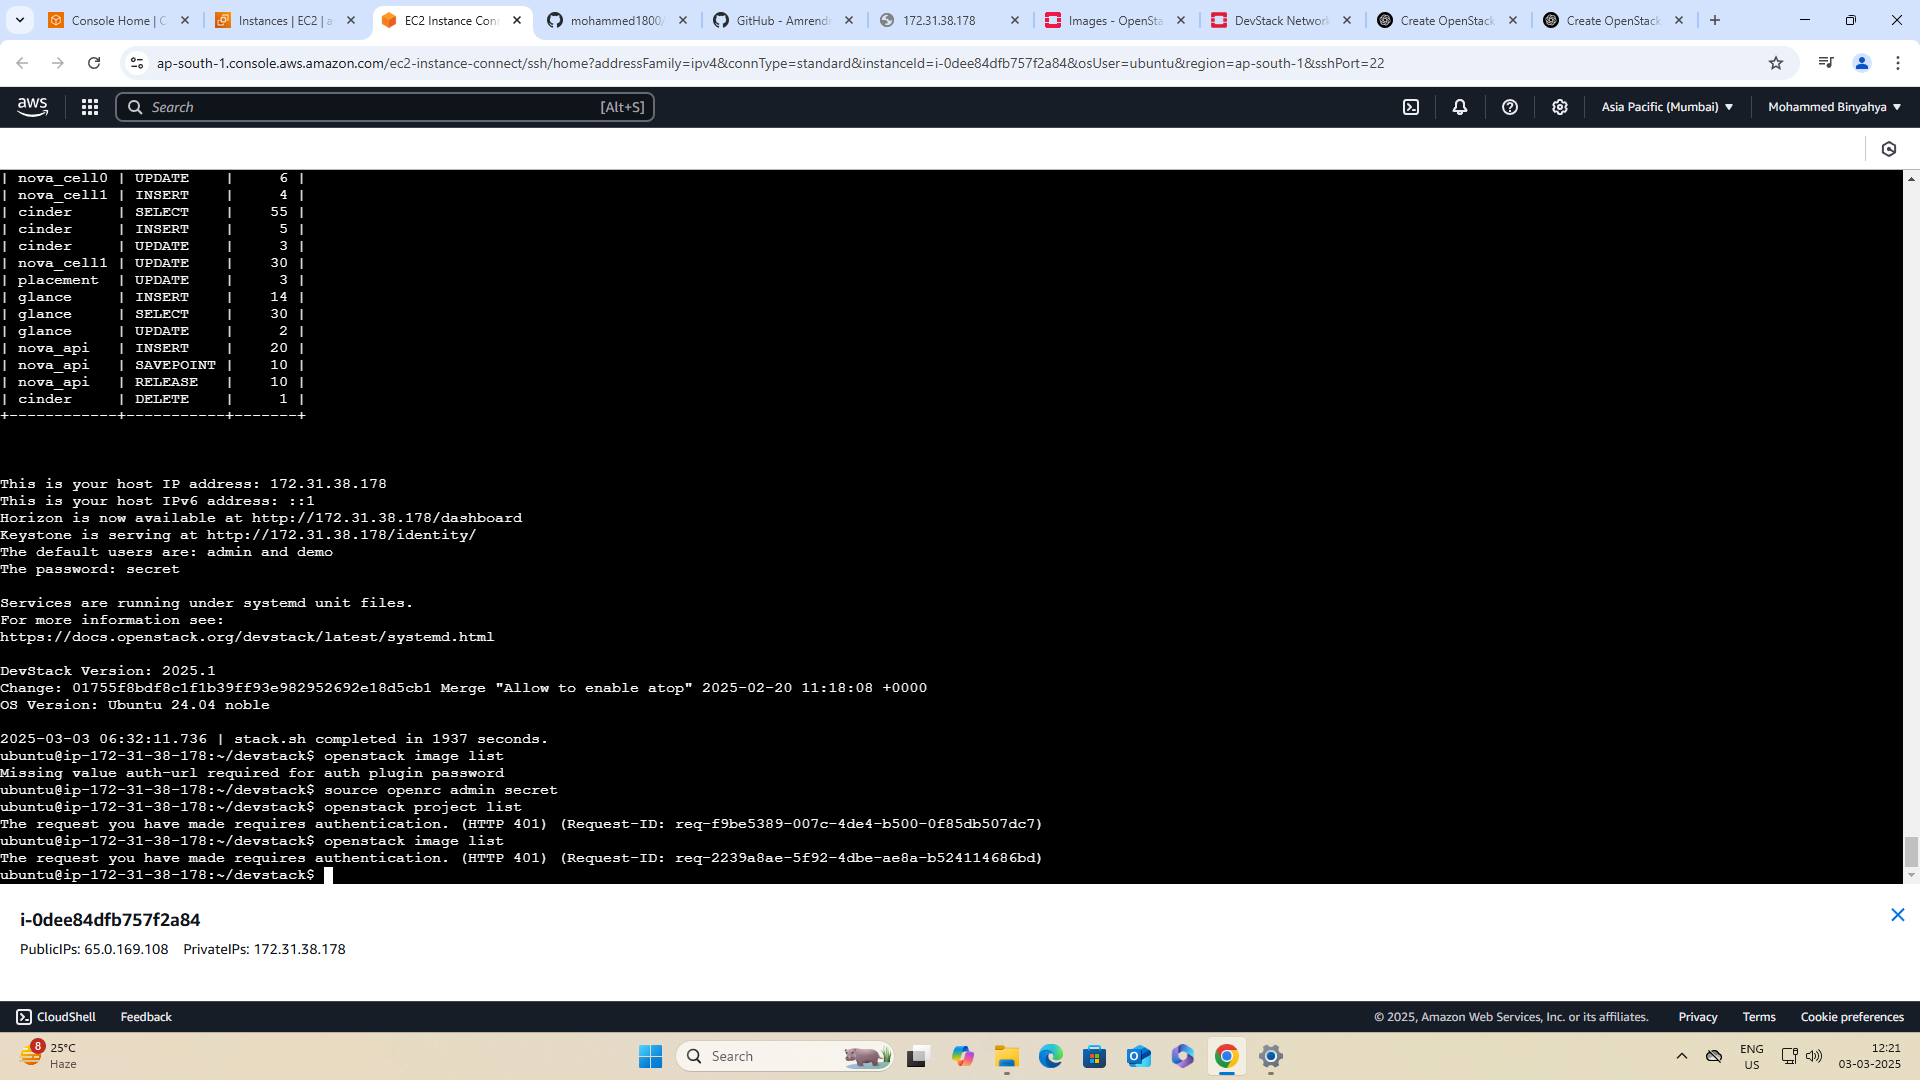 Console Home | C
Instances | EC2 | a
EC2 Instance Con
mohammed1800/
GitHub - Amrend
172.31.38.178
Images - OpenSta
DevStack Network
Create OpenStack
Create OpenStack
ap-south-1.console.aws.amazon.com/ec2-instance-connect/ssh/home?addressFamily=ipv4&connType=standard&instanceId=i-0dee84dfb757f2a84&osUser=ubuntu&region=ap-south-1&sshPort=22
aws
Search [Alt+S]
Asia Pacific (Mumbai)
Mohammed Binyahya
| nova_cell0 | UPDATE | 6 |
| nova_cell1 | INSERT | 4 |
| cinder | SELECT | 55 |
| cinder | INSERT | 5 |
| cinder | UPDATE | 3 |
| nova_cell1 | UPDATE | 30 |
| placement | UPDATE | 3 |
| glance | INSERT | 14 |
| glance | SELECT | 30 |
| glance | UPDATE | 2 |
| nova_api | INSERT | 20 |
| nova_api | SAVEPOINT | 10 |
| nova_api | RELEASE | 10 |
| cinder | DELETE | 1 |
+------------+-----------+-------+
This is your host IP address: 172.31.38.178
This is your host IPv6 address: ::1
Horizon is now available at http://172.31.38.178/dashboard
Keystone is serving at http://172.31.38.178/identity/
The default users are: admin and demo
The password: secret
Services are running under systemd unit files.
For more information see:
https://docs.openstack.org/devstack/latest/systemd.html
DevStack Version: 2025.1
Change: 01755f8bdf8c1f1b39ff93e982952692e18d5cb1 Merge "Allow to enable atop" 2025-02-20 11:18:08 +0000
OS Version: Ubuntu 24.04 noble
2025-03-03 06:32:11.736 | stack.sh completed in 1937 seconds.
ubuntu@ip-172-31-38-178:~/devstack$ openstack image list
Missing value auth-url required for auth plugin password
ubuntu@ip-172-31-38-178:~/devstack$ source openrc admin secret
ubuntu@ip-172-31-38-178:~/devstack$ openstack project list
The request you have made requires authentication. (HTTP 401) (Request-ID: req-f9be5389-007c-4de4-b500-0f85db507dc7)
ubuntu@ip-172-31-38-178:~/devstack$ openstack image list
The request you have made requires authentication. (HTTP 401) (Request-ID: req-2239a8ae-5f92-4dbe-ae8a-b524114686bd)
ubuntu@ip-172-31-38-178:~/devstack$
i-0dee84dfb757f2a84
PublicIPs: 65.0.169.108 PrivateIPs: 172.31.38.178
CloudShell
Feedback
© 2025, Amazon Web Services, Inc. or its affiliates.
Privacy
Terms
Cookie preferences
8
25°C
Haze
Search
ENG
US
12:21
03-03-2025